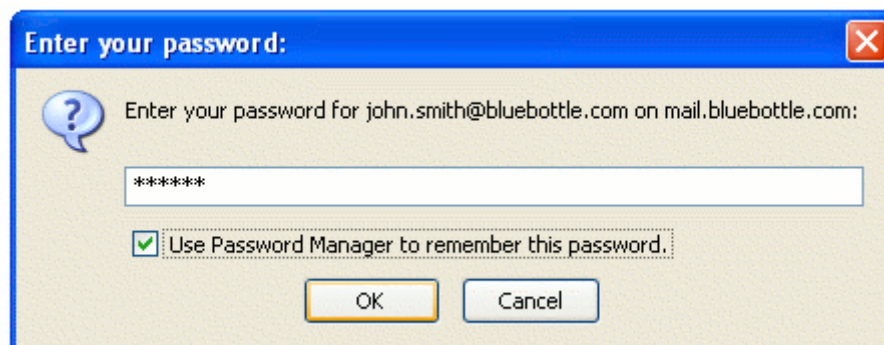 Enter your password:
Enter your password for john.smith@bluebottle.com on mail.bluebottle.com:
******
Use Password Manager to remember this password.
OK
Cancel